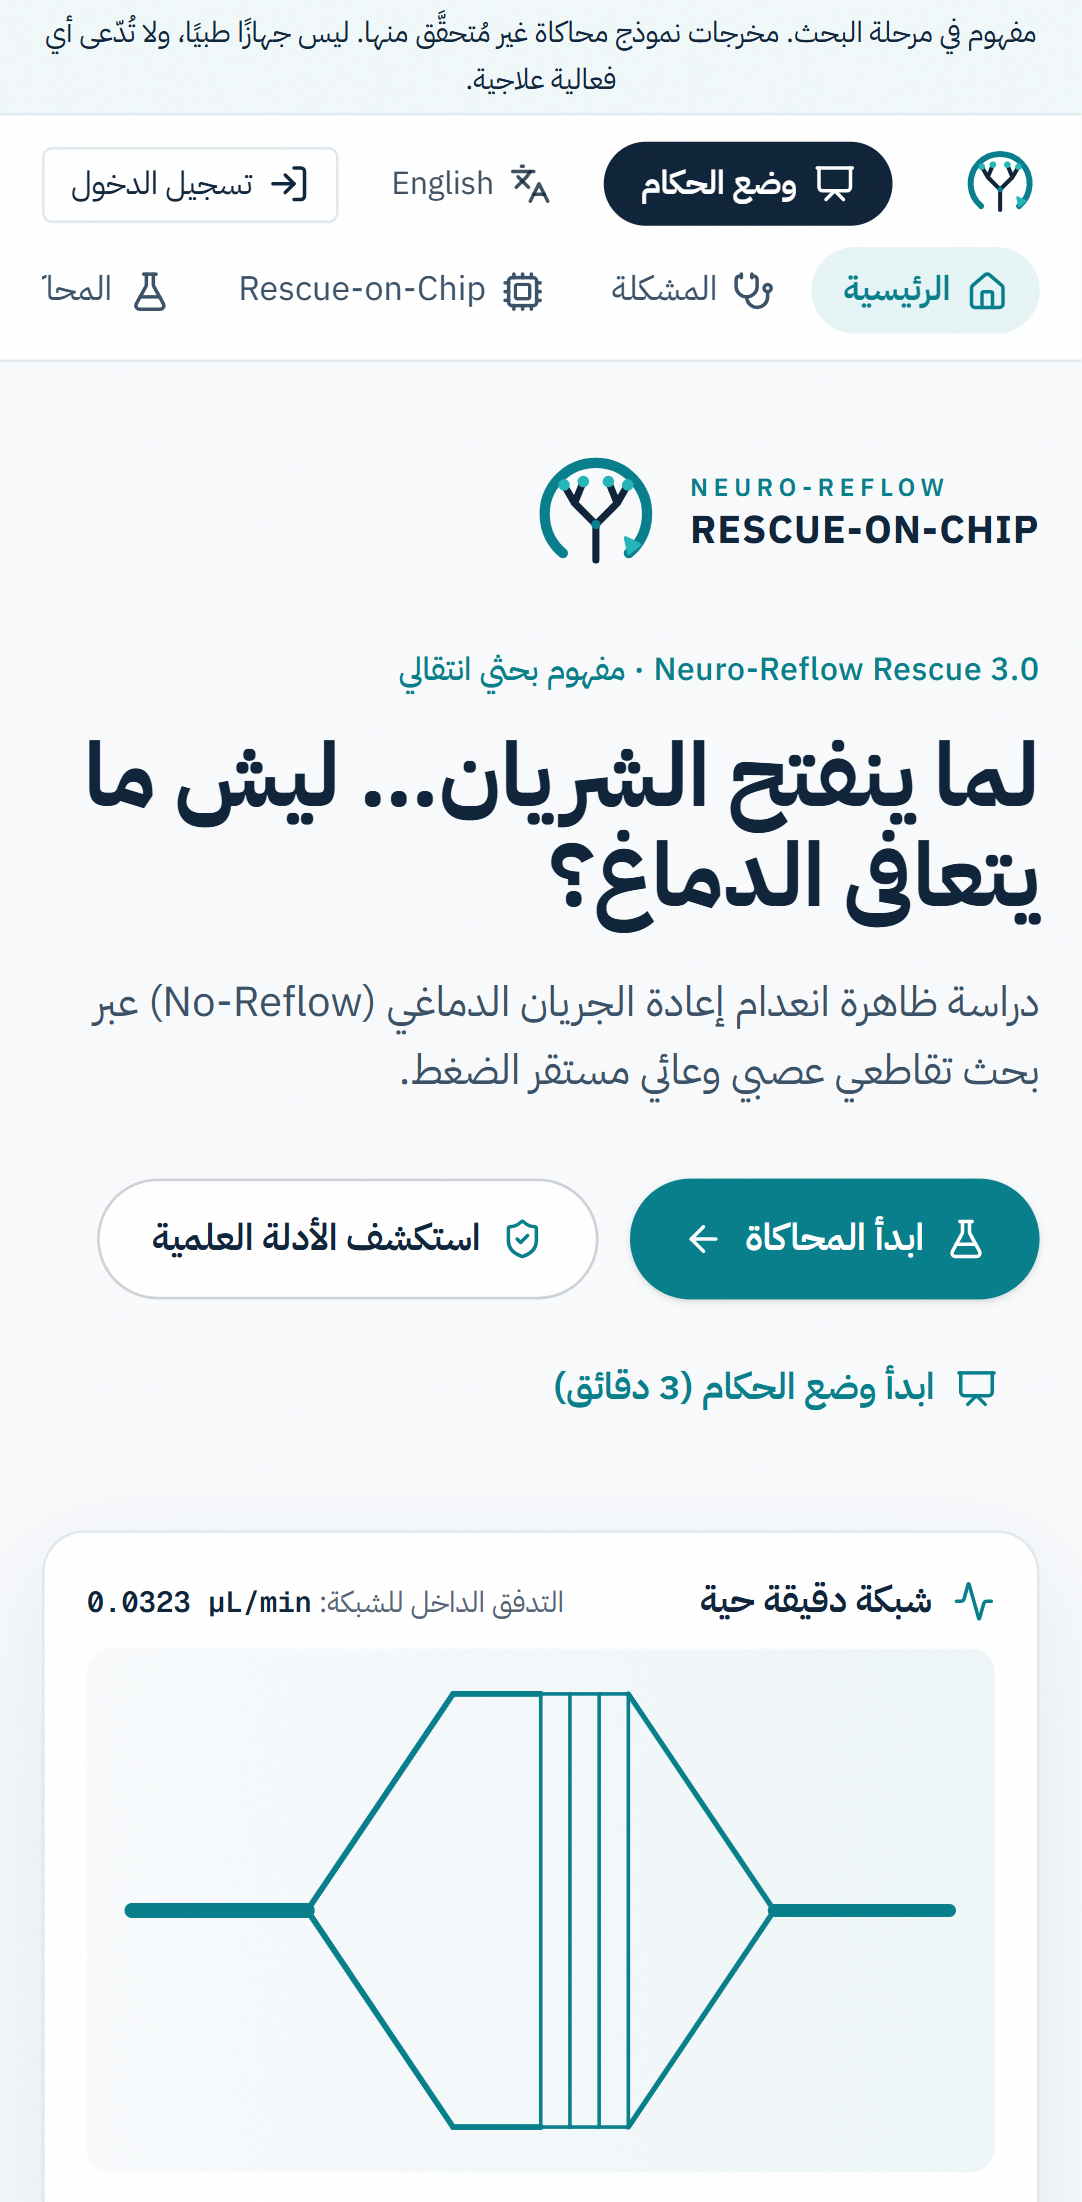 مفهوم في مرحلة البحث. مخرجات نموذج محاكاة غير مُتحقَّق منها. ليس جهازًا طبيًا، ولا تُدّعى أي
فعالية علاجية.
وضع الحكام
English
تسجيل الدخول
الرئيسية
المشكلة
Rescue-on-Chip
المحا
NEURO-REFLOW
RESCUE-ON-CHIP
Neuro-Reflow Rescue 3.0 · مفهوم بحثي انتقالي
لما ينفتح الشريان... ليش ما
يتعافى الدماغ؟
دراسة ظاهرة انعدام إعادة الجريان الدماغي (No-Reflow) عبر
بحث تقاطعي عصبي وعائي مستقر الضغط.
ابدأ المحاكاة
استكشف الأدلة العلمية
ابدأ وضع الحكام (3 دقائق)
شبكة دقيقة حية
التدفق الداخل للشبكة: 0.0323 µL/min